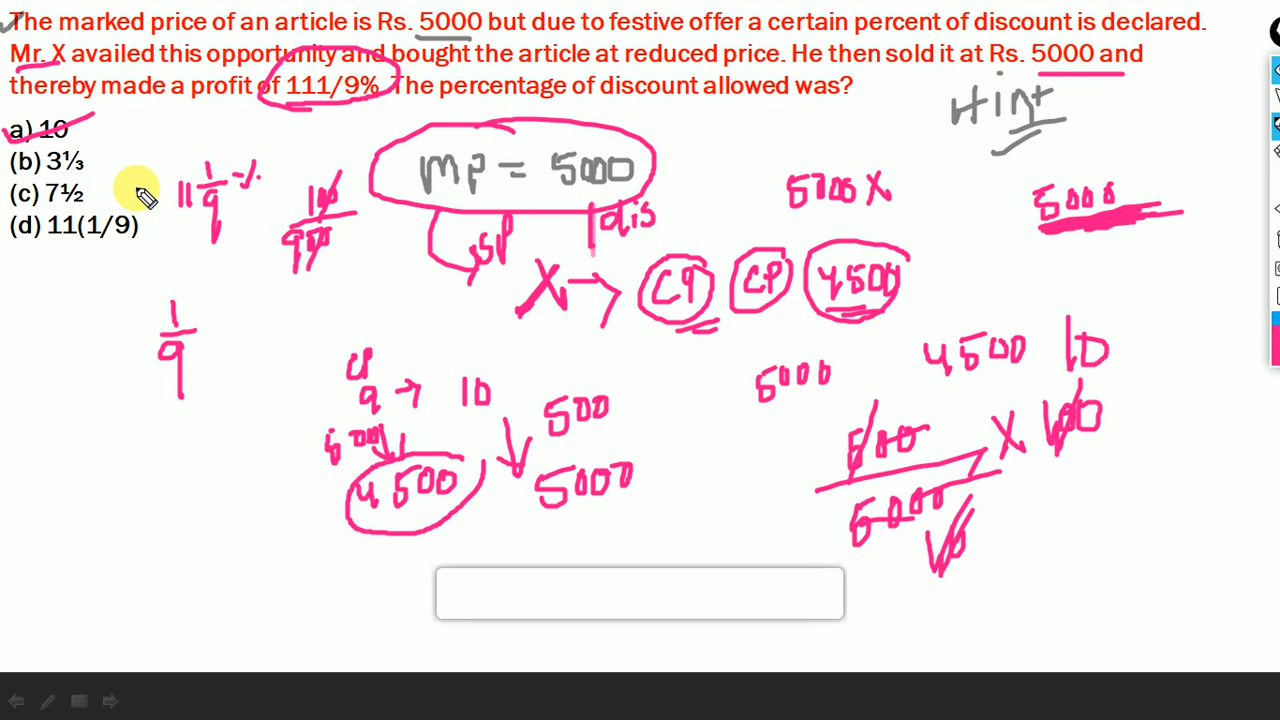 The marked price of an article is Rs. 5000 but due to festive offer a certain percent of discount is declared.
Mr. X availed this opportunity and bought the article at reduced price. He then sold it at Rs. 5000 and
thereby made a profit of 111/9%. The percentage of discount allowed was?
Hint
a) 10
(b) 3⅓
(c) 7½
(d) 11(1/9)
MP = 5000
11 1/9 %
100
900
SP
dis
5000 X
5000
X → CP CP 4500
1/9
CP
9 → 10
500
500
4500
5000
5000
4500 10
500 X 100
5000
10